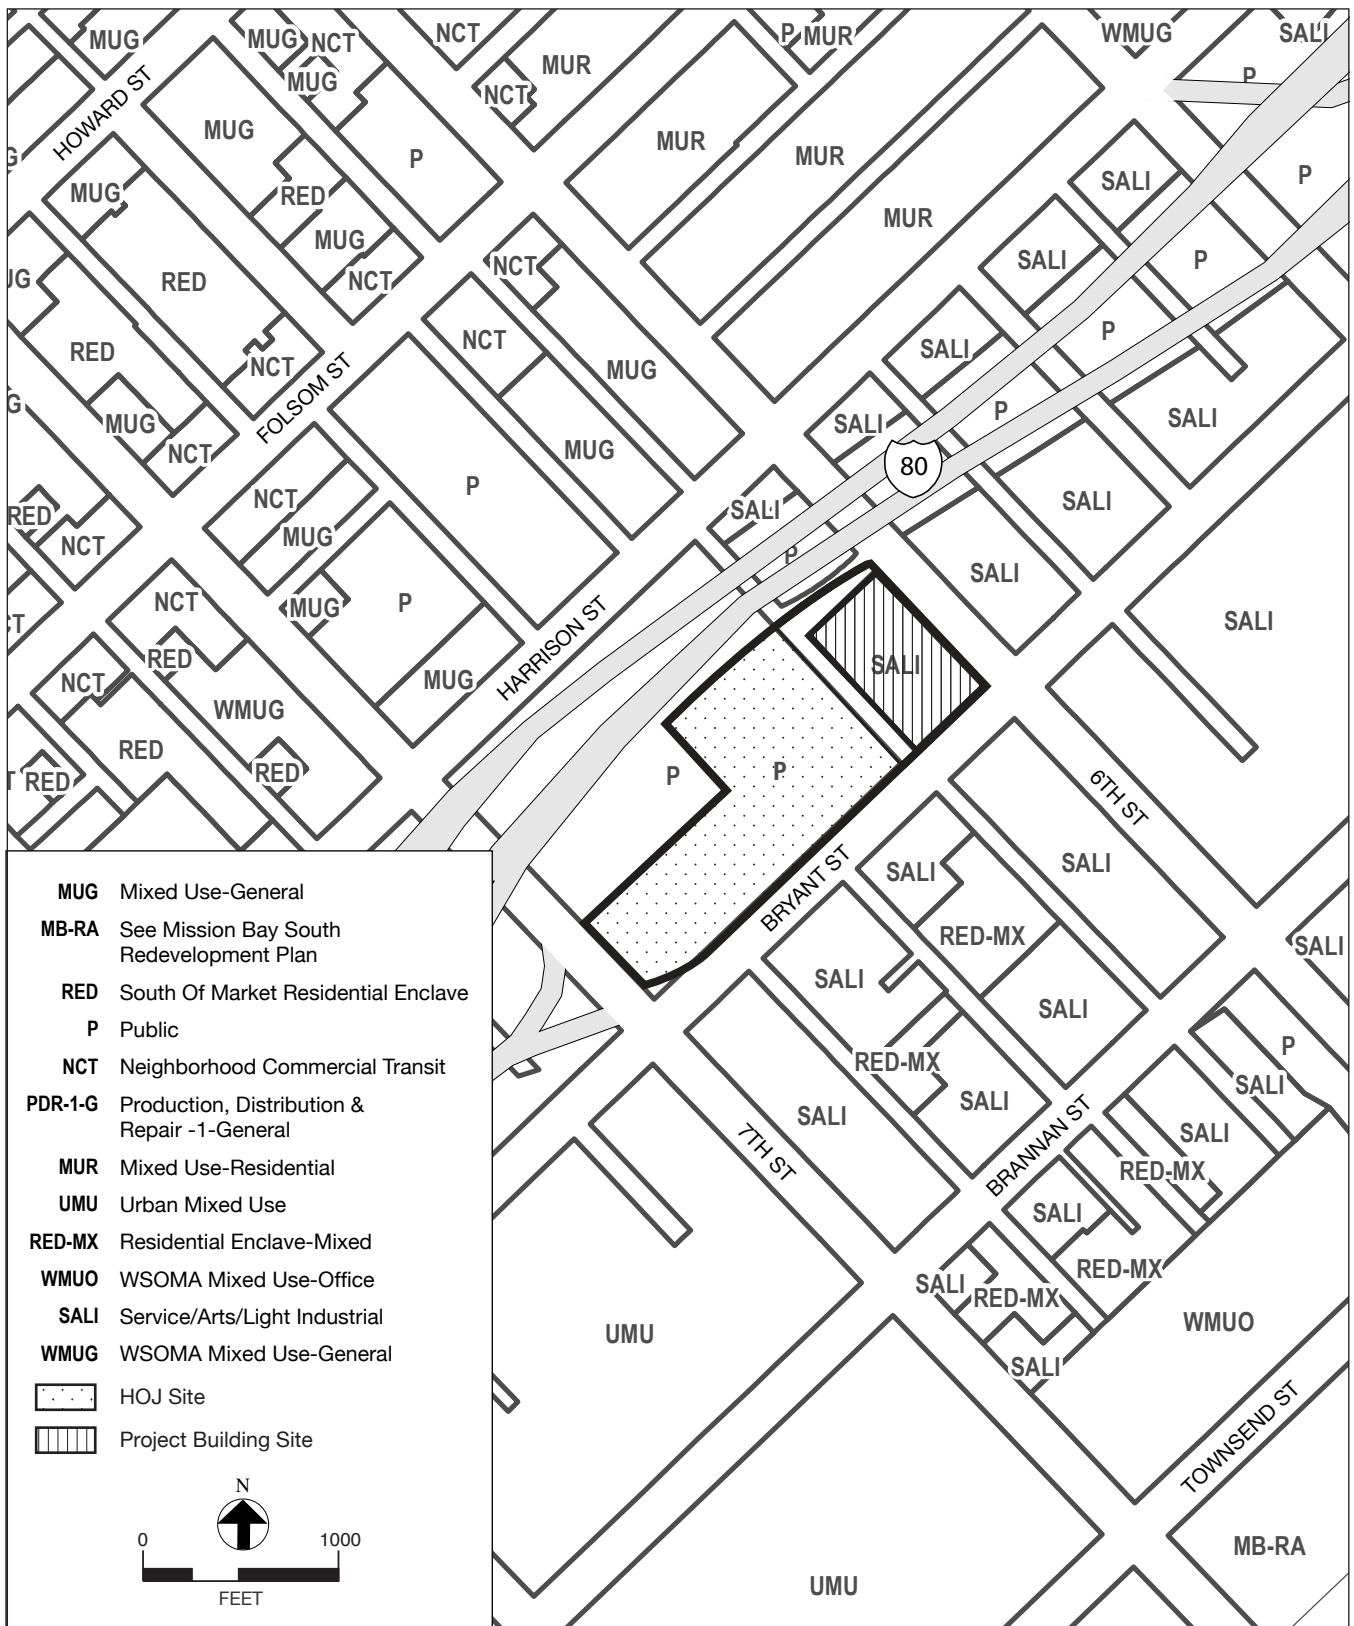 MUG
MUG
NCT
NCT
P
MUR
WMUG
SALI
HOWARD ST
MUG
MUR
NCT
P
MUG
P
MUR
MUR
SALI
P
MUG
RED
MUR
MUG
RED
NCT
NCT
SALI
P
RED
NCT
NCT
MUG
SALI
P
FOLSOM ST
MUG
NCT
MUG
SALI
P
SALI
NCT
P
80
SALI
RED
NCT
MUG
SALI
P
SALI
NCT
MUG
P
HARRISON ST
SALI
RED
NCT
MUG
SALI
WMUG
RED
RED
RED
P
P
6TH ST
SALI
SALI
BRYANT ST
RED-MX
SALI
SALI
SALI
P
RED-MX
SALI
SALI
SALI
7TH ST
BRANNAN ST
SALI
RED-MX
SALI
RED-MX
SALI
RED-MX
SALI
WMUO
UMU
TOWNSEND ST
MB-RA
UMU
MUG Mixed Use-General
MB-RA See Mission Bay South
Redevelopment Plan
RED South Of Market Residential Enclave
P Public
NCT Neighborhood Commercial Transit
PDR-1-G Production, Distribution &
Repair -1-General
MUR Mixed Use-Residential
UMU Urban Mixed Use
RED-MX Residential Enclave-Mixed
WMUO WSOMA Mixed Use-Office
SALI Service/Arts/Light Industrial
WMUG WSOMA Mixed Use-General
HOJ Site
Project Building Site
N
0 1000
FEET